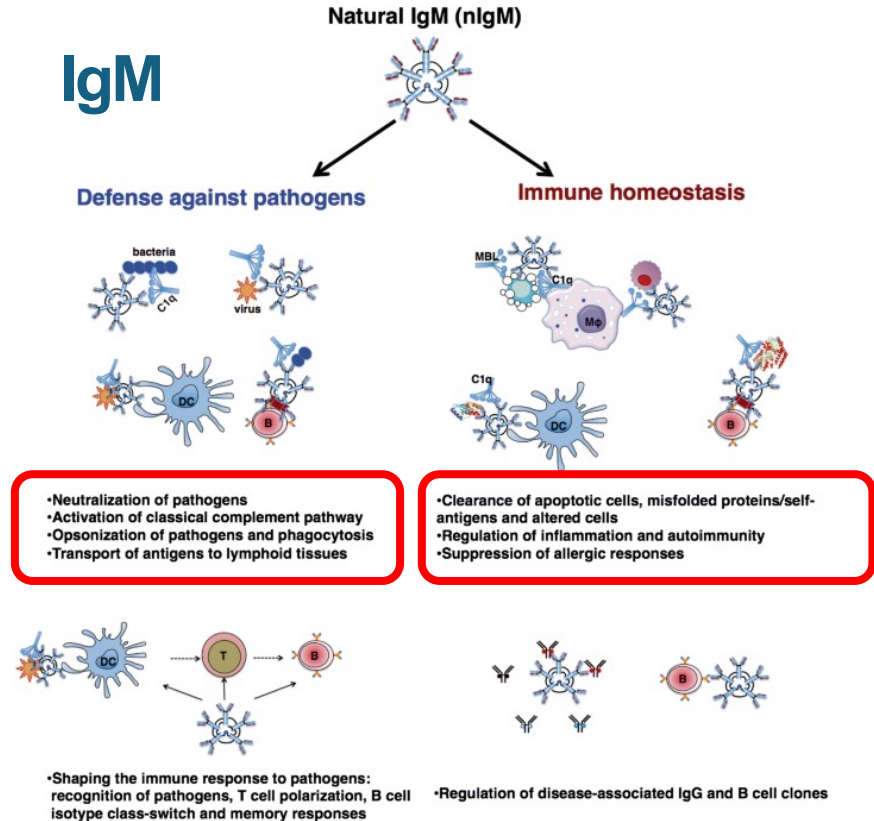 Natural IgM (nIgM)
IgM
Defense against pathogens
Immune homeostasis
bacteria
C1q
virus
DC
B
MBL
C1q
Mϕ
C1q
DC
B
•Neutralization of pathogens
•Activation of classical complement pathway
•Opsonization of pathogens and phagocytosis
•Transport of antigens to lymphoid tissues
•Clearance of apoptotic cells, misfolded proteins/self-
antigens and altered cells
•Regulation of inflammation and autoimmunity
•Suppression of allergic responses
DC
T
B
B
•Shaping the immune response to pathogens:
recognition of pathogens, T cell polarization, B cell
isotype class-switch and memory responses
•Regulation of disease-associated IgG and B cell clones